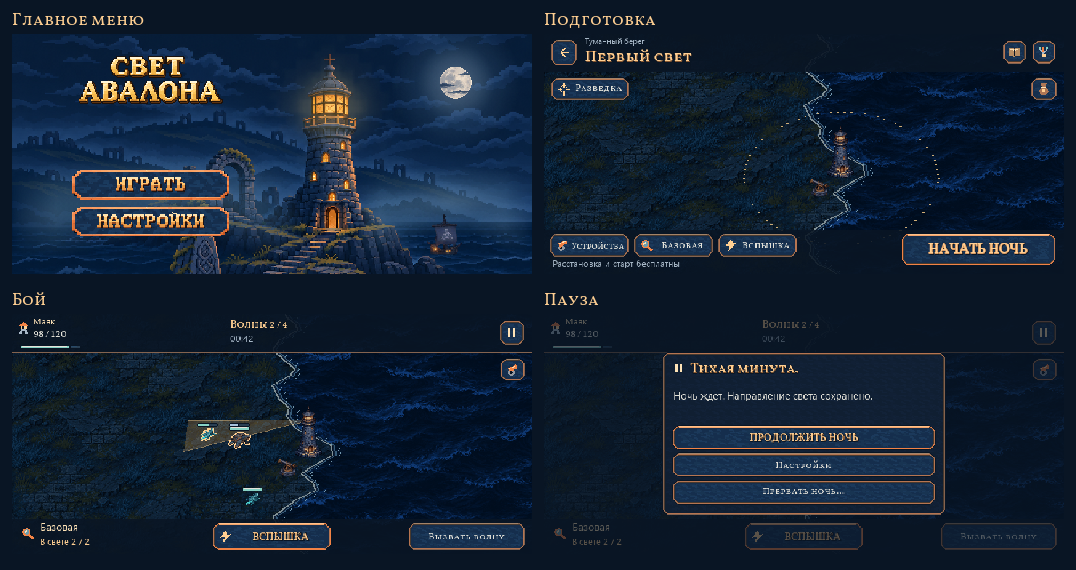 Главное меню
СВЕТ
АВАЛОНА
ИГРАТЬ
НАСТРОЙКИ
Подготовка
Туманный берег
Первый свет
Разведка
Устройства
Базовая
Вспышка
Расстановка и старт бесплатны
НАЧАТЬ НОЧЬ
Бой
Маяк
98 / 120
Волны 2 / 4
00:42
Базовая
В свете 2 / 2
ВСПЫШКА
Вызвать волну
Пауза
Маяк
98 / 120
Волны 2 / 4
00:42
Тихая минута.
Ночь ждет. Направление света сохранено.
ПРОДОЛЖИТЬ НОЧЬ
Настройки
Прервать ночь...
Базовая
В свете 2 / 2
ВСПЫШКА
Вызвать волну